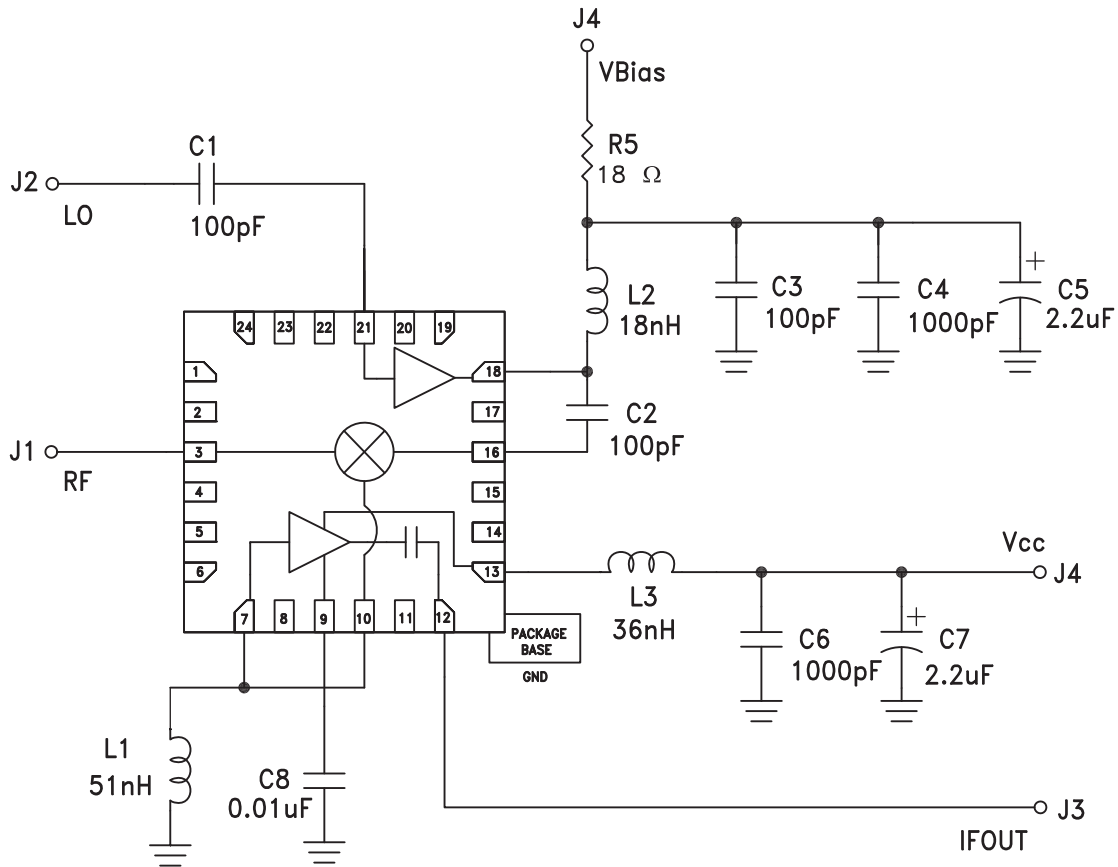 J4
VBias
R5
18 Ω
C1
100pF
J2
LO
L2
18nH
C3
100pF
C4
1000pF
+
C5
2.2uF
24
23
22
21
20
19
1
2
3
4
5
6
18
17
16
15
14
13
7
8
9
10
11
12
C2
100pF
J1
RF
Vcc
J4
L3
36nH
C6
1000pF
+
C7
2.2uF
PACKAGE
BASE
GND
L1
51nH
C8
0.01uF
J3
IFOUT